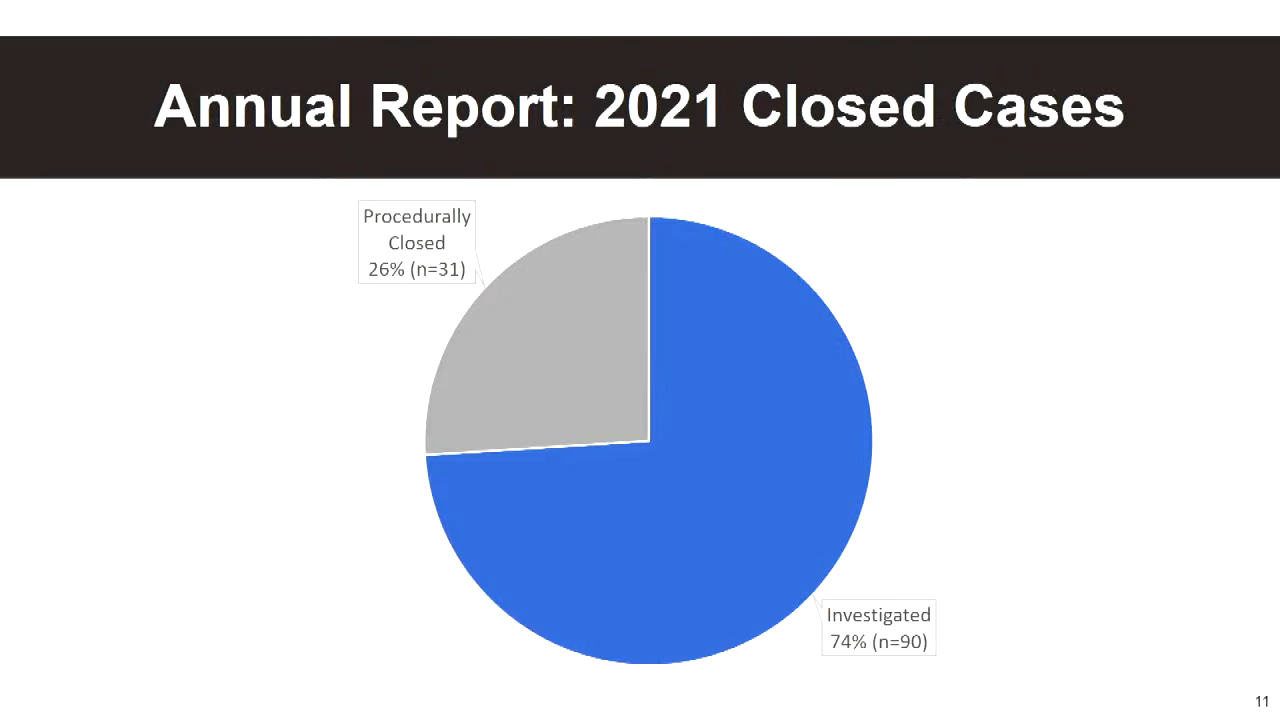 Annual Report: 2021 Closed Cases
Procedurally
Closed
26% (n=31)
Investigated
74% (n=90)
11